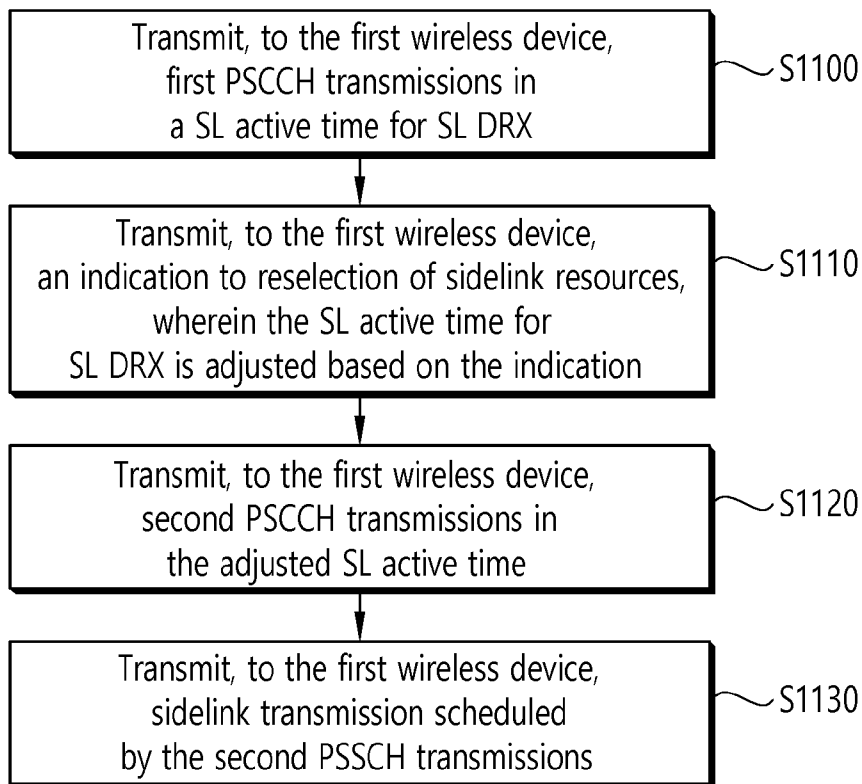 Transmit, to the first wireless device,
first PSCCH transmissions in
a SL active time for SL DRX
S1100
Transmit, to the first wireless device,
an indication to reselection of sidelink resources,
wherein the SL active time for
SL DRX is adjusted based on the indication
S1110
Transmit, to the first wireless device,
second PSCCH transmissions in
the adjusted SL active time
S1120
Transmit, to the first wireless device,
sidelink transmission scheduled
by the second PSSCH transmissions
S1130